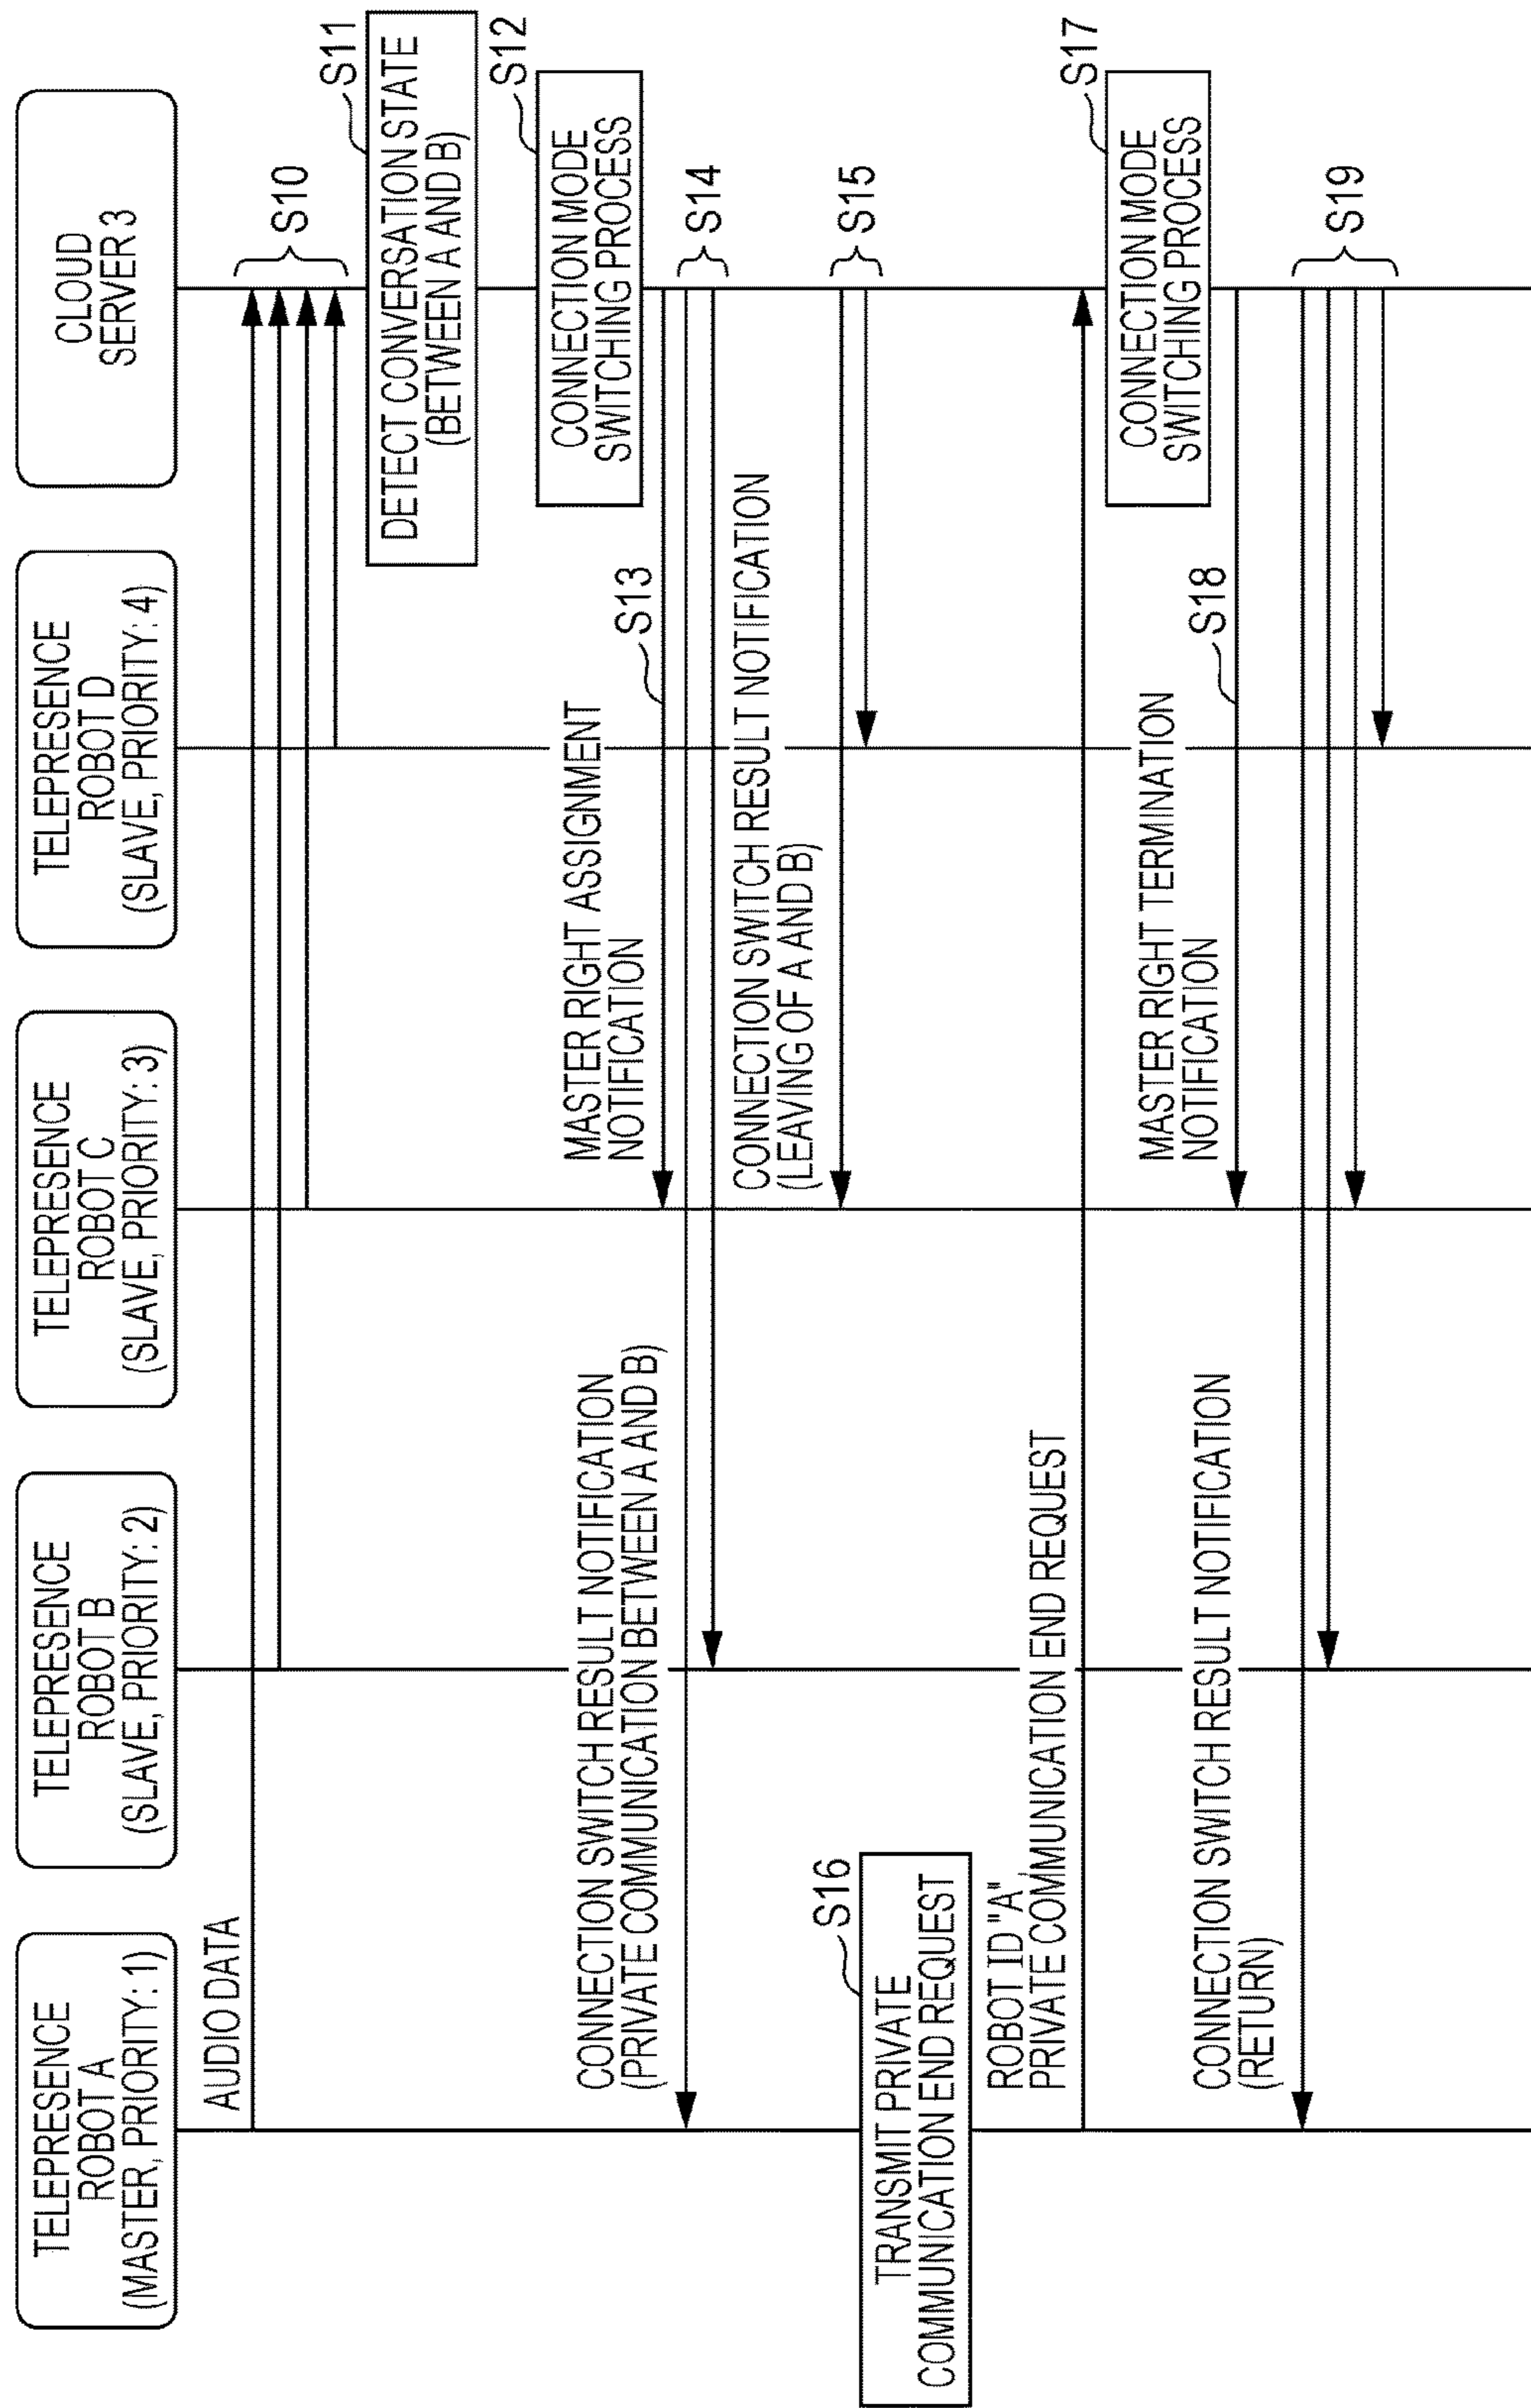 TELEPRESENCE
ROBOT A
(MASTER, PRIORITY: 1)
TELEPRESENCE
ROBOT B
(SLAVE, PRIORITY: 2)
TELEPRESENCE
ROBOT C
(SLAVE, PRIORITY: 3)
TELEPRESENCE
ROBOT D
(SLAVE, PRIORITY: 4)
CLOUD
SERVER 3
AUDIO DATA
S10
S11
DETECT CONVERSATION STATE
(BETWEEN A AND B)
S12
CONNECTION MODE
SWITCHING PROCESS
MASTER RIGHT ASSIGNMENT
NOTIFICATION
S13
CONNECTION SWITCH RESULT NOTIFICATION
(PRIVATE COMMUNICATION BETWEEN A AND B)
S14
CONNECTION SWITCH RESULT NOTIFICATION
(LEAVING OF A AND B)
S15
S16
TRANSMIT PRIVATE
COMMUNICATION END REQUEST
ROBOT ID "A",
PRIVATE COMMUNICATION END REQUEST
S17
CONNECTION MODE
SWITCHING PROCESS
MASTER RIGHT TERMINATION
NOTIFICATION
S18
CONNECTION SWITCH RESULT NOTIFICATION
(RETURN)
S19